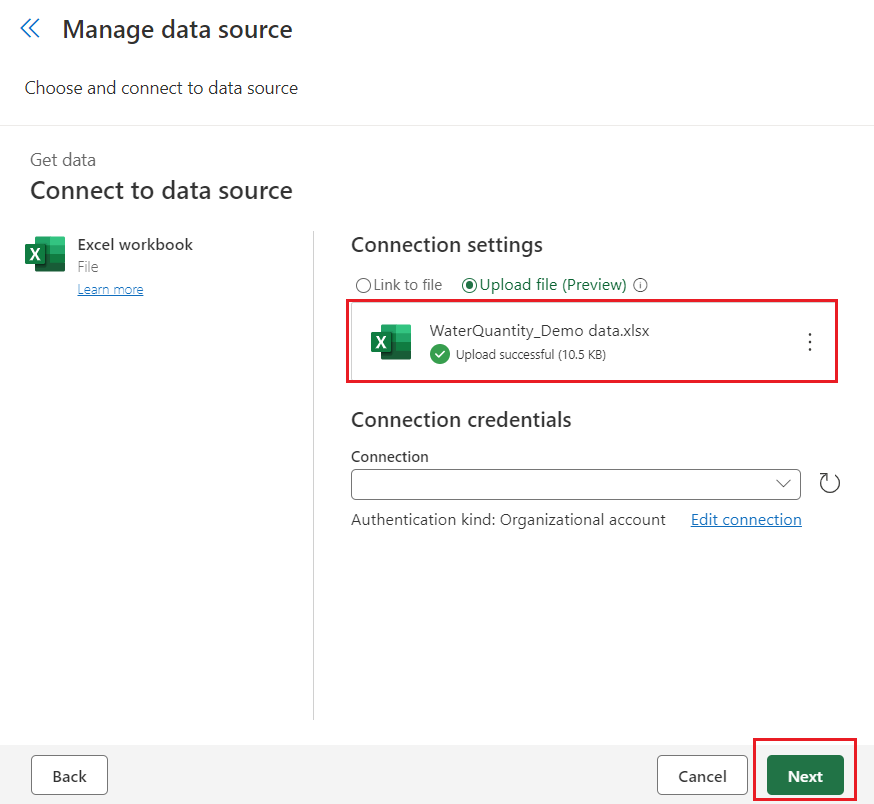 Manage data source
Choose and connect to data source
Get data
Connect to data source
Excel workbook
File
Learn more
Connection settings
Link to file Upload file (Preview)
WaterQuantity_Demo data.xlsx
Upload successful (10.5 KB)
Connection credentials
Connection
Authentication kind: Organizational account Edit connection
Back Cancel Next